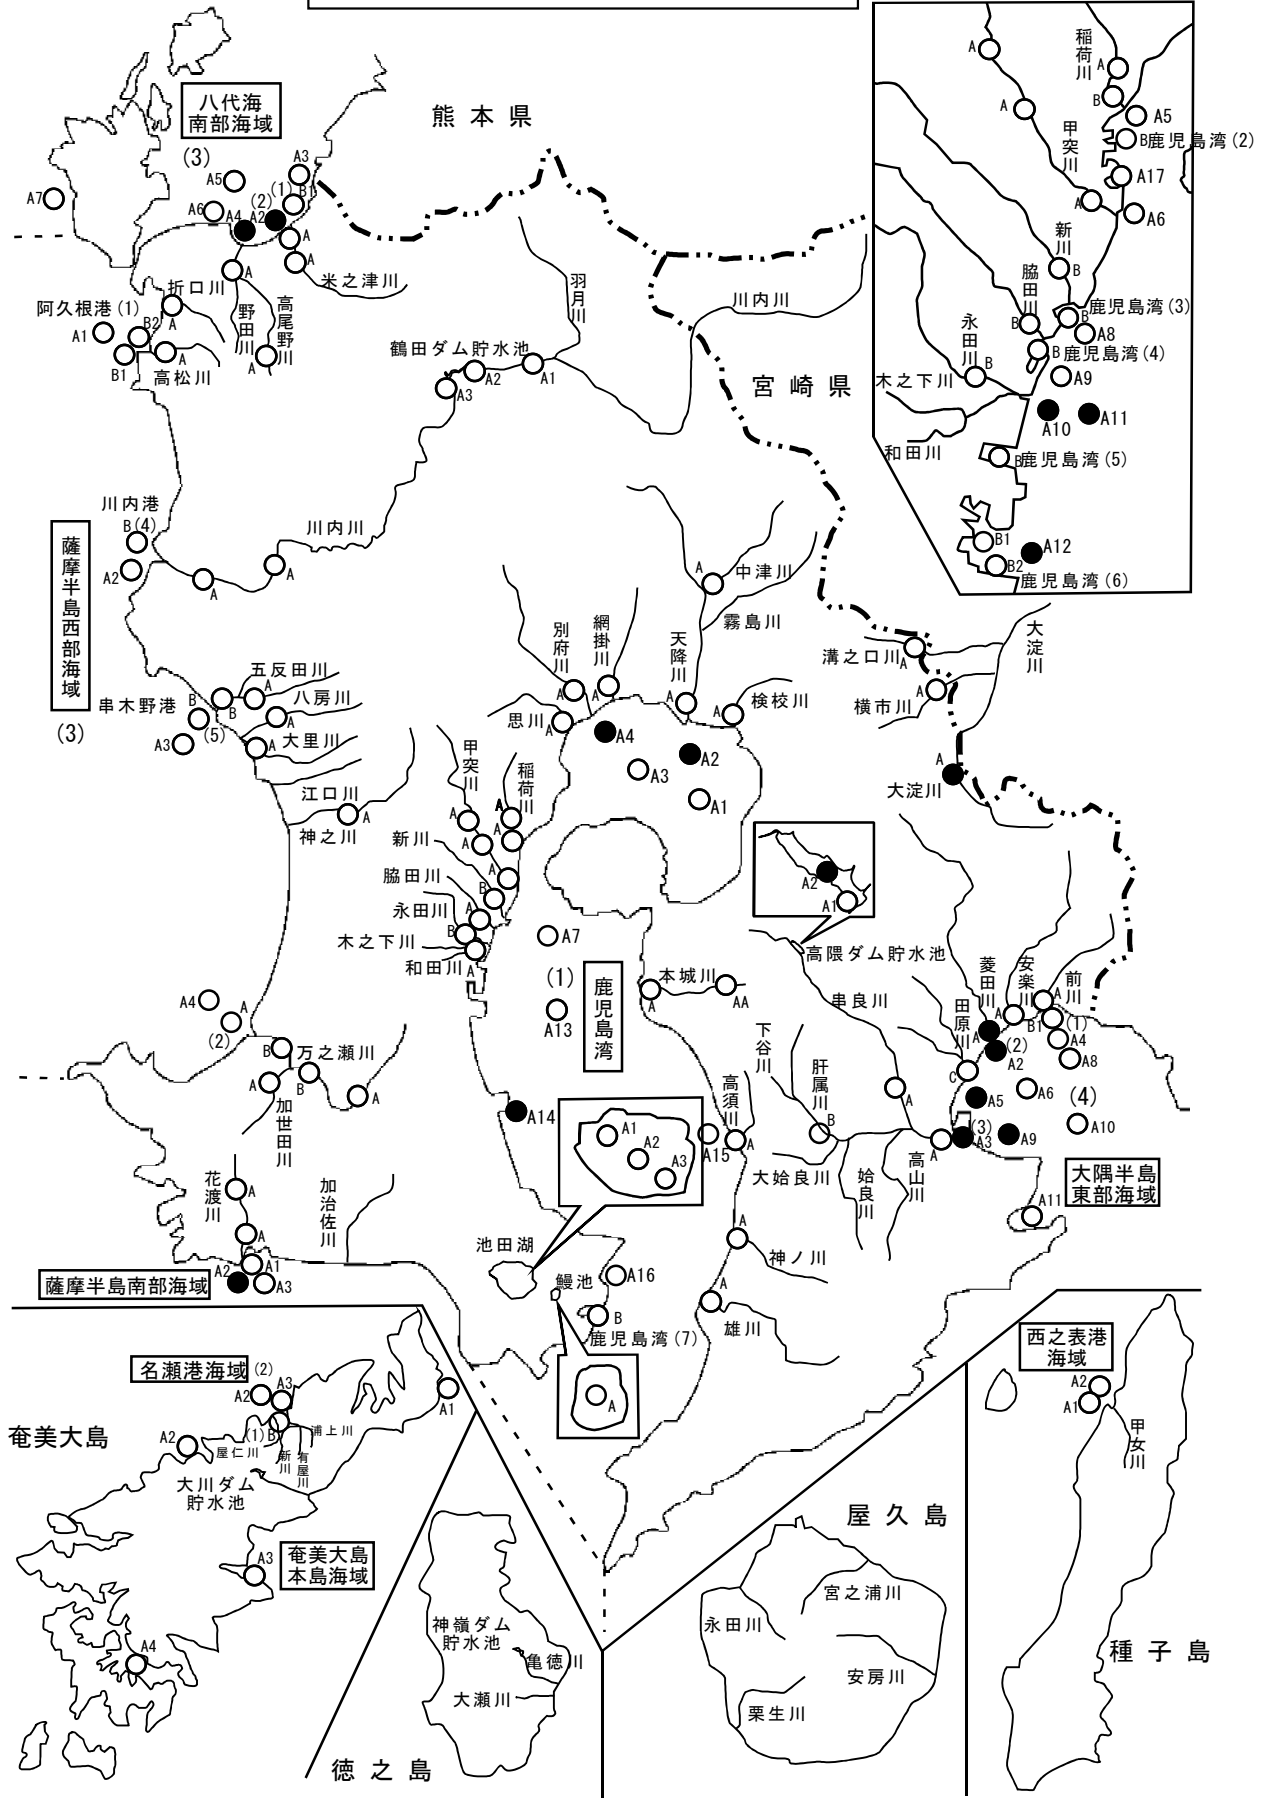 八代海
南部海域
(3)
熊本県
A7
A5
A6
A4
A2
(2)
(1)
A3
B1
A
A
米之津川
A
野田川
高尾野川
A
折口川
A
阿久根港(1)
A1
B2
B1
A
高松川
羽月川
川内川
鶴田ダム貯水池
A1
A2
A3
宮崎県
川内港
B(4)
A2
A
A
川内川
薩摩半島西部海域
(3)
五反田川
A
B
八房川
A
串木野港
B
(5)
A3
大里川
A
江口川
神之川
A
別府川
A
網掛川
A
思川
A
天降川
A
中津川
A
霧島川
検校川
A
A4
A2
A3
A1
溝之口川
A
横市川
A
大淀川
大淀川
A
甲突川
A
A
A
稲荷川
A
A
新川
B
脇田川
A
永田川
B
木之下川
和田川
A
A7
(1)
A13
鹿児島湾
本城川
A
AA
A2
A1
高隈ダム貯水池
串良川
A
菱田川
A
安楽川
A
前川
A
田原川
C
B1
(1)
A4
A8
(2)
A2
A6
A5
(4)
A10
(3)
A3
A9
大隅半島
東部海域
A11
下谷川
肝属川
B
大姶良川
姶良川
高山川
A
高須川
A
A15
A14
A1
A2
A3
神ノ川
A
雄川
A
池田湖
鰻池
A
A16
B
鹿児島湾(7)
A4
A
(2)
万之瀬川
B
B
A
A
加世田川
花渡川
A
A
加治佐川
A2
A1
A3
薩摩半島南部海域
稲荷川
A
B
A5
B
鹿児島湾(2)
甲突川
A
A
A
A17
A6
新川
B
脇田川
B
鹿児島湾(3)
B
A8
永田川
B
B
鹿児島湾(4)
A9
木之下川
A10
A11
和田川
B
鹿児島湾(5)
B1
A12
B2
鹿児島湾(6)
名瀬港海域
(2)
A2
A3
A1
奄美大島
A2
(1)
B
浦上川
屋仁川
新川
有屋川
大川ダム
貯水池
A3
奄美大島
本島海域
A4
徳之島
神嶺ダム
貯水池
亀徳川
大瀬川
屋久島
宮之浦川
永田川
安房川
栗生川
西之表港
海域
A2
A1
甲女川
種子島